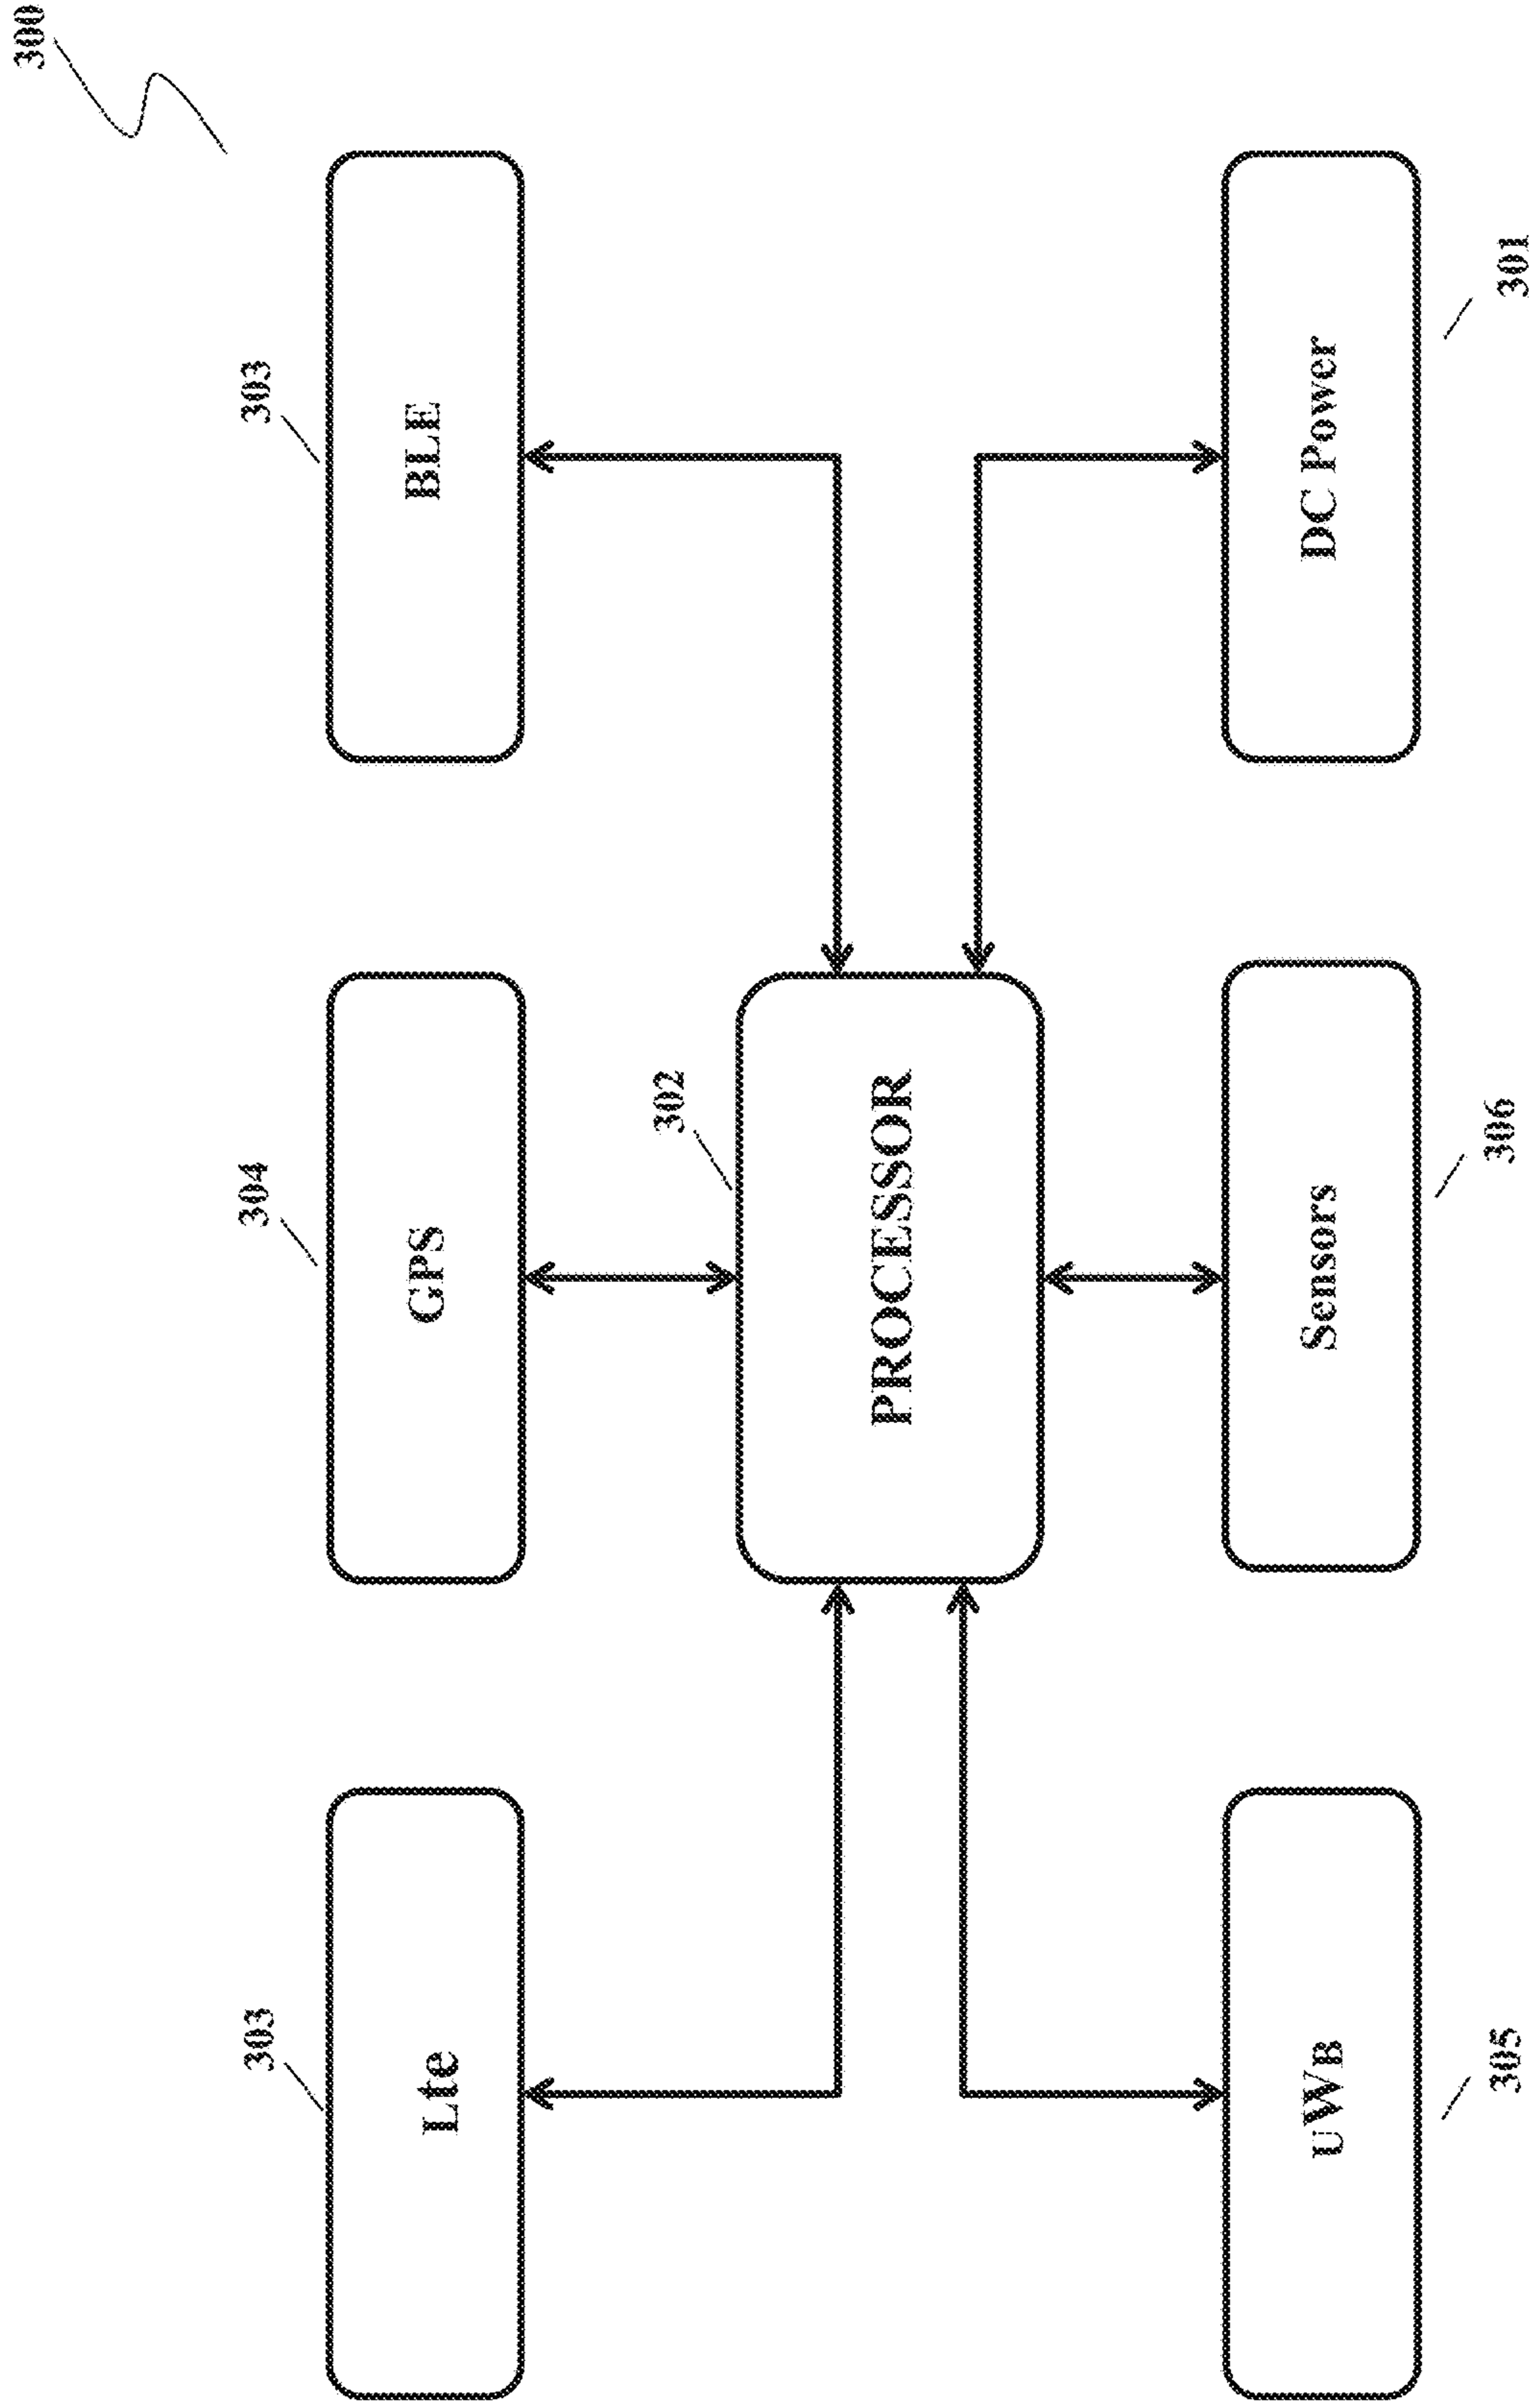 300
303
304
303
Lte
GPS
BLE
302
PROCESSOR
uWB
Sensors
DC Power
305
306
301